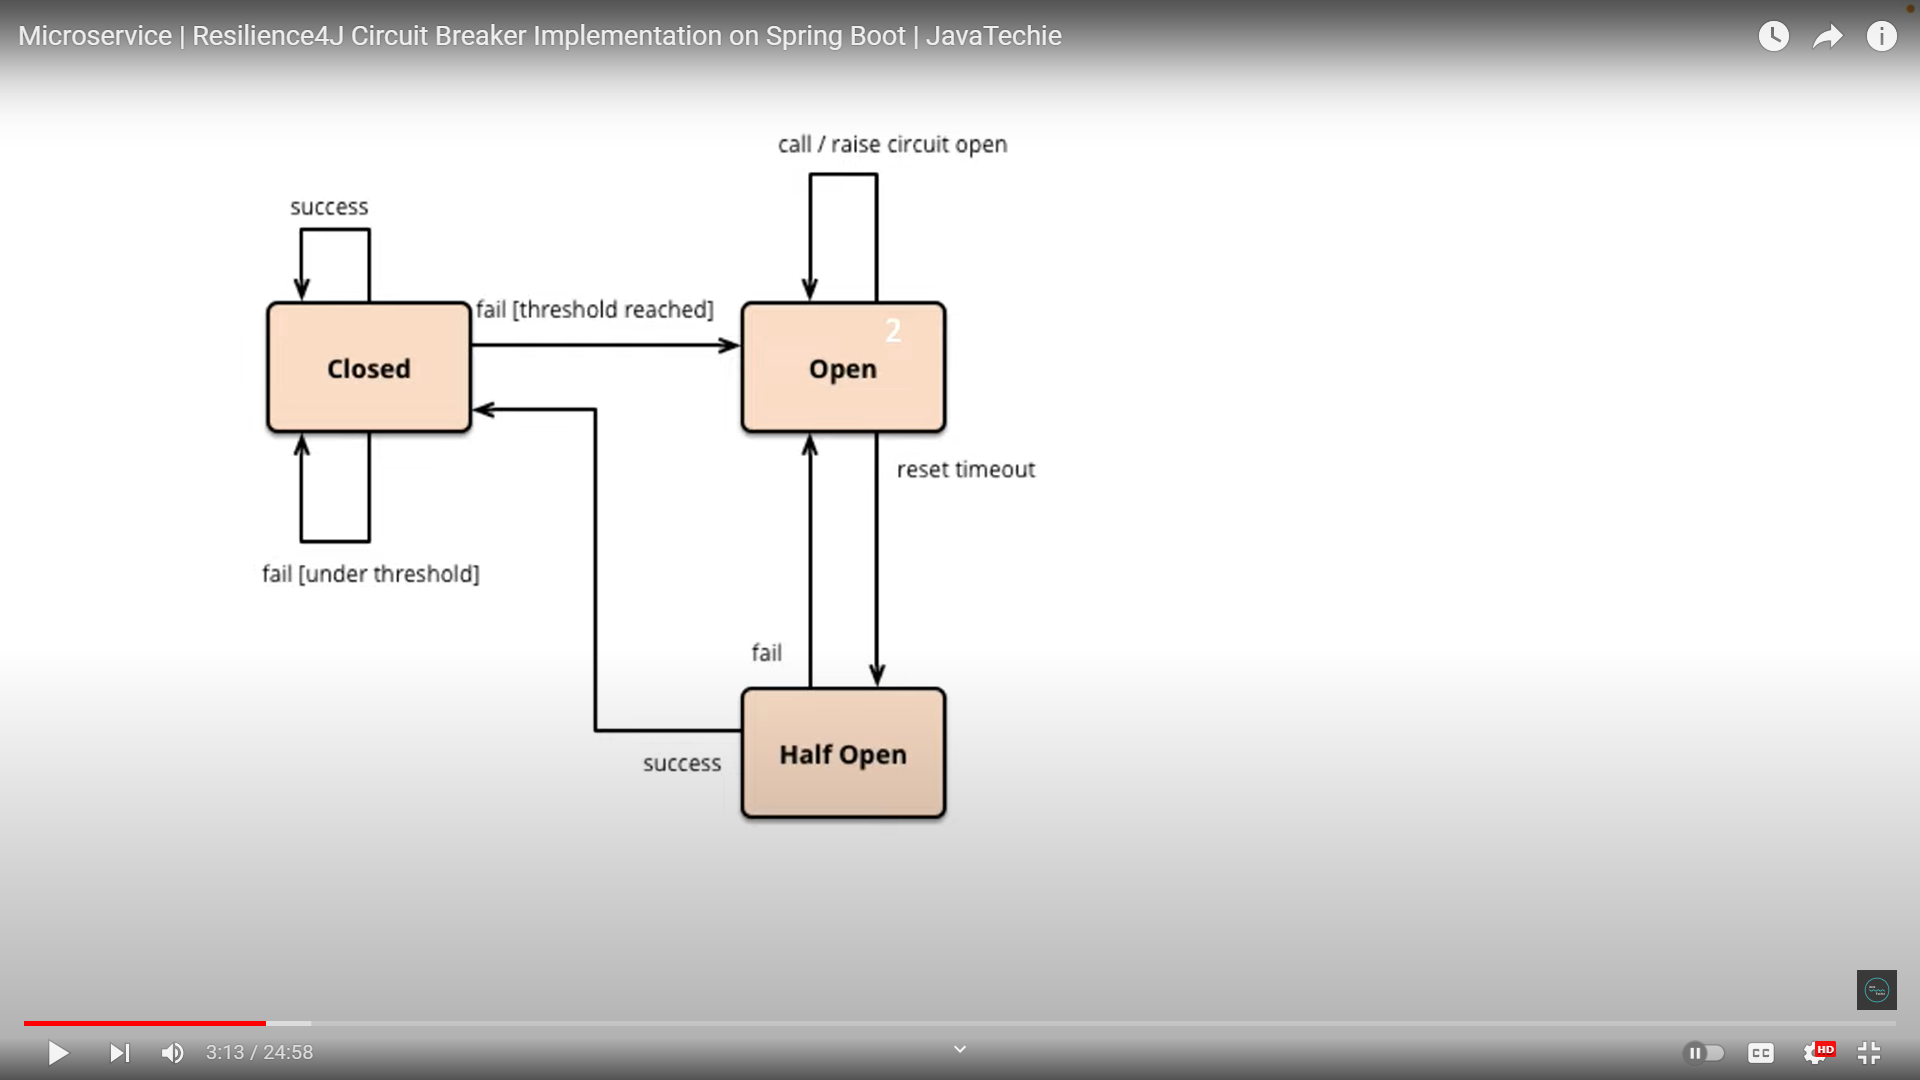 Microservice | Resilience4J Circuit Breaker Implementation on Spring Boot | JavaTechie
call / raise circuit open
success
fail [threshold reached]
2
Closed
Open
reset timeout
fail [under threshold]
fail
Half Open
success
3:13 / 24:58
CC
HD